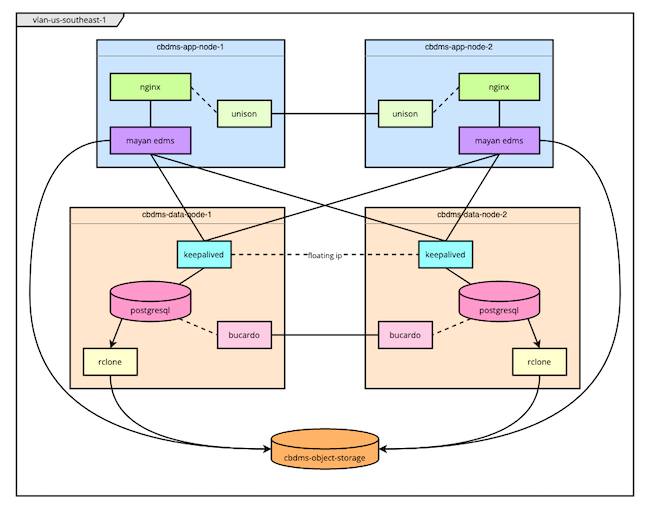 vlan-us-southeast-1
cbdms-app-node-1
cbdms-app-node-2
nginx
nginx
unison
unison
mayan edms
mayan edms
cbdms-data-node-1
cbdms-data-node-2
keepalived
floating ip
keepalived
postgresql
postgresql
bucardo
bucardo
rclone
rclone
cbdms-object-storage